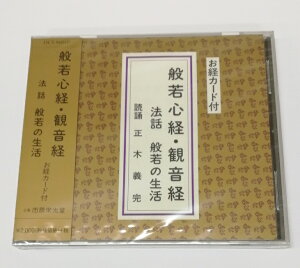 般若心経・観音経
法話 般若の生活
お経カード付
お経カード付
般若心経・観音経
法話 般若の生活
読誦 正木義完